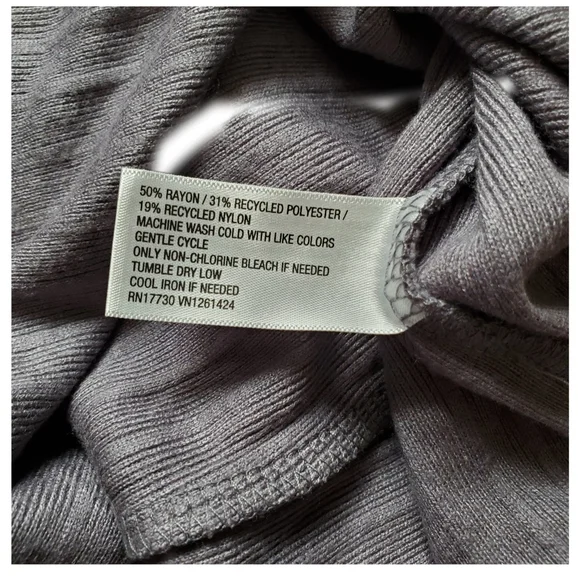 50% RAYON / 31% RECYCLED POLYESTER /
19% RECYCLED NYLON
MACHINE WASH COLD WITH LIKE COLORS
GENTLE CYCLE
ONLY NON-CHLORINE BLEACH IF NEEDED
TUMBLE DRY LOW
COOL IRON IF NEEDED
RN17730 VN1261424